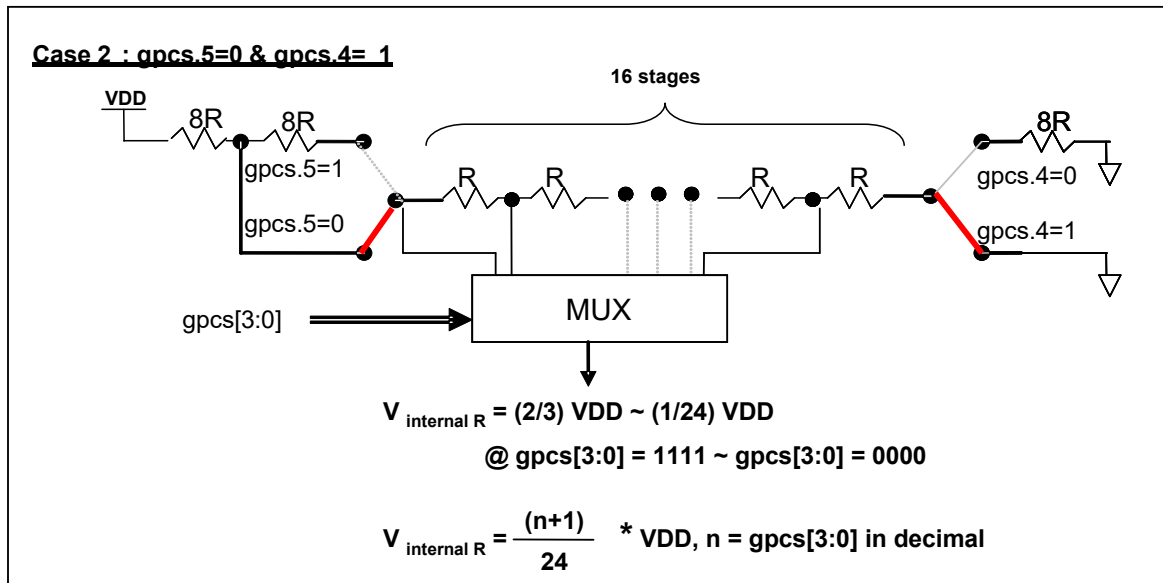 Case 2 : gpcs.5=0 & gpcs.4= 1
16 stages
VDD
8R 8R 8R
gpcs.5=1 gpcs.4=0
R R R R
gpcs.5=0 gpcs.4=1
gpcs[3:0] MUX
V internal R = (2/3) VDD ~ (1/24) VDD
@ gpcs[3:0] = 1111 ~ gpcs[3:0] = 0000
V internal R = (n+1) / 24 * VDD, n = gpcs[3:0] in decimal